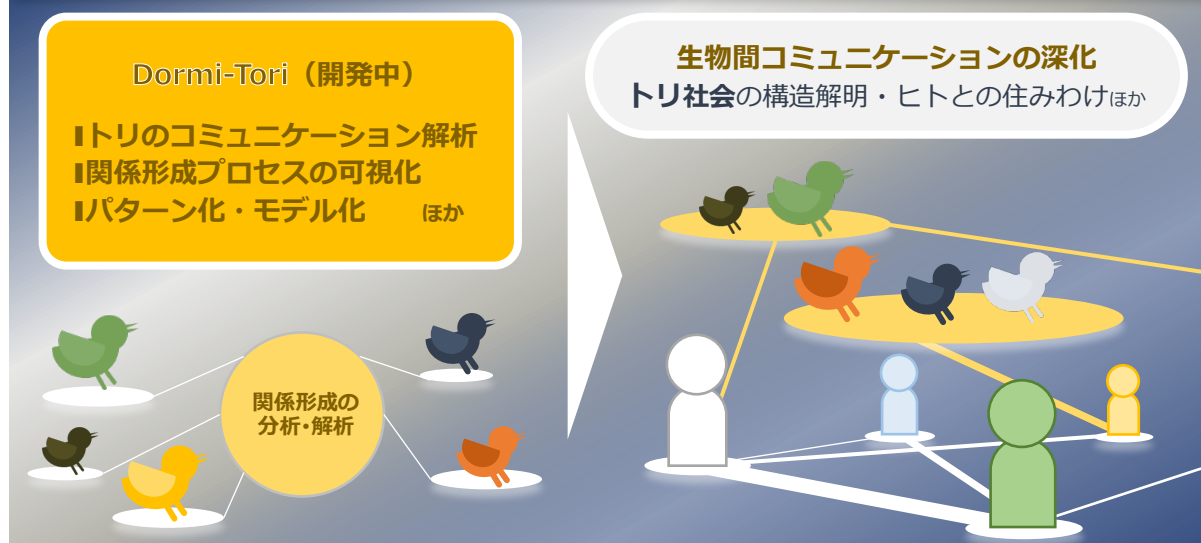 Dormi-Tori（開発中）
▮トリのコミュニケーション解析
▮関係形成プロセスの可視化
▮パターン化・モデル化 ほか
生物間コミュニケーションの深化
トリ社会の構造解明・ヒトとの住みわけほか
関係形成の
分析･解析